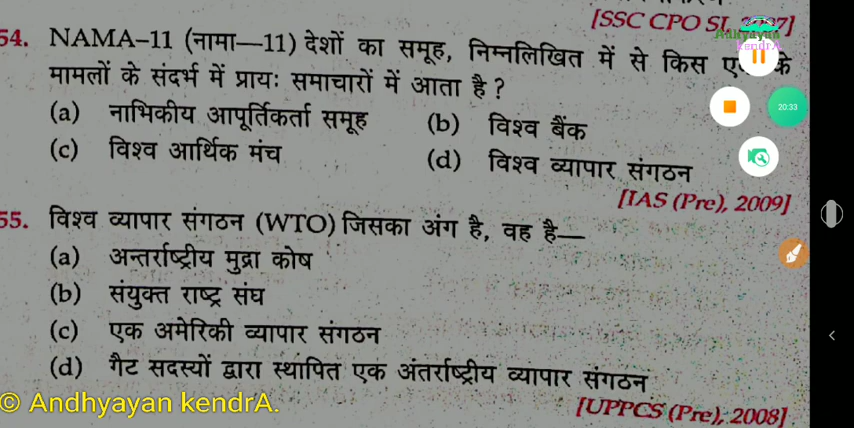 [SSC CPO SI, 2007]
Adhyayan
kendrA
54. NAMA–11 (नामा—11) देशों का समूह, निम्नलिखित में से किस एक के
मामलों के संदर्भ में प्रायः समाचारों में आता है?
20:33
(a) नाभिकीय आपूर्तिकर्ता समूह (b) विश्व बैंक
(c) विश्व आर्थिक मंच (d) विश्व व्यापार संगठन
[IAS (Pre), 2009]
55. विश्व व्यापार संगठन (WTO) जिसका अंग है, वह है—
(a) अन्तर्राष्ट्रीय मुद्रा कोष
(b) संयुक्त राष्ट्र संघ
(c) एक अमेरिकी व्यापार संगठन
(d) गैट सदस्यों द्वारा स्थापित एक अंतर्राष्ट्रीय व्यापार संगठन
© Andhyayan kendrA.
[UPPCS (Pre), 2008]